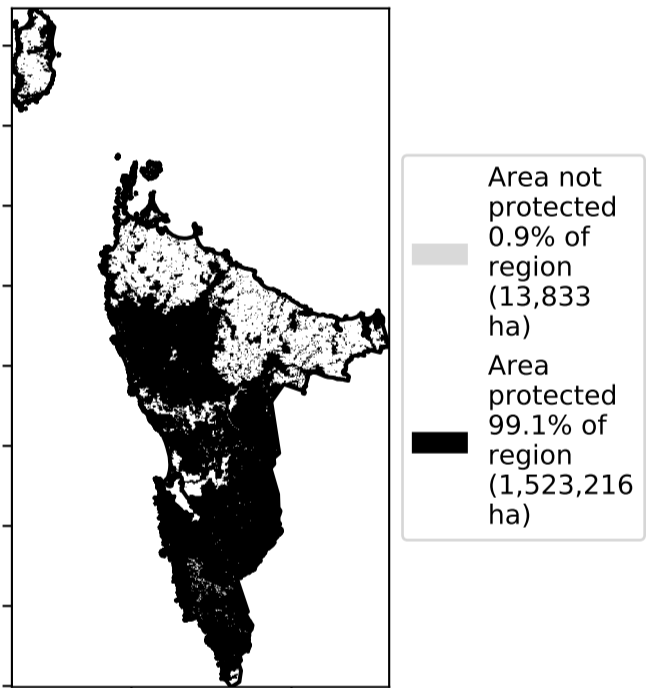 Area not
protected
0.9% of
region
(13,833
ha)
Area
protected
99.1% of
region
(1,523,216
ha)